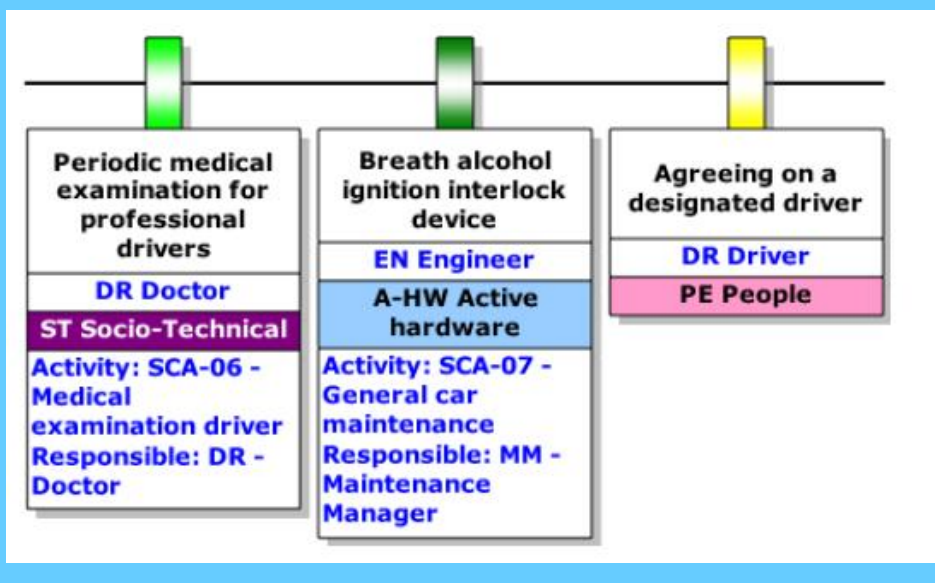 Periodic medical
examination for
professional
drivers
DR Doctor
ST Socio-Technical
Activity: SCA-06 -
Medical
examination driver
Responsible: DR -
Doctor
Breath alcohol
ignition interlock
device
EN Engineer
A-HW Active
hardware
Activity: SCA-07 -
General car
maintenance
Responsible: MM -
Maintenance
Manager
Agreeing on a
designated driver
DR Driver
PE People